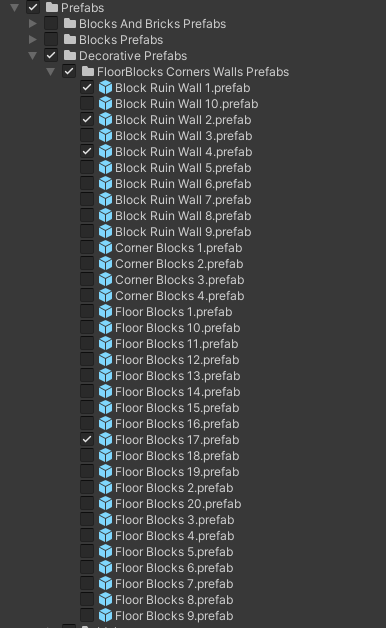 Prefabs
Blocks And Bricks Prefabs
Blocks Prefabs
Decorative Prefabs
FloorBlocks Corners Walls Prefabs
Block Ruin Wall 1.prefab
Block Ruin Wall 10.prefab
Block Ruin Wall 2.prefab
Block Ruin Wall 3.prefab
Block Ruin Wall 4.prefab
Block Ruin Wall 5.prefab
Block Ruin Wall 6.prefab
Block Ruin Wall 7.prefab
Block Ruin Wall 8.prefab
Block Ruin Wall 9.prefab
Corner Blocks 1.prefab
Corner Blocks 2.prefab
Corner Blocks 3.prefab
Corner Blocks 4.prefab
Floor Blocks 1.prefab
Floor Blocks 10.prefab
Floor Blocks 11.prefab
Floor Blocks 12.prefab
Floor Blocks 13.prefab
Floor Blocks 14.prefab
Floor Blocks 15.prefab
Floor Blocks 16.prefab
Floor Blocks 17.prefab
Floor Blocks 18.prefab
Floor Blocks 19.prefab
Floor Blocks 2.prefab
Floor Blocks 20.prefab
Floor Blocks 3.prefab
Floor Blocks 4.prefab
Floor Blocks 5.prefab
Floor Blocks 6.prefab
Floor Blocks 7.prefab
Floor Blocks 8.prefab
Floor Blocks 9.prefab